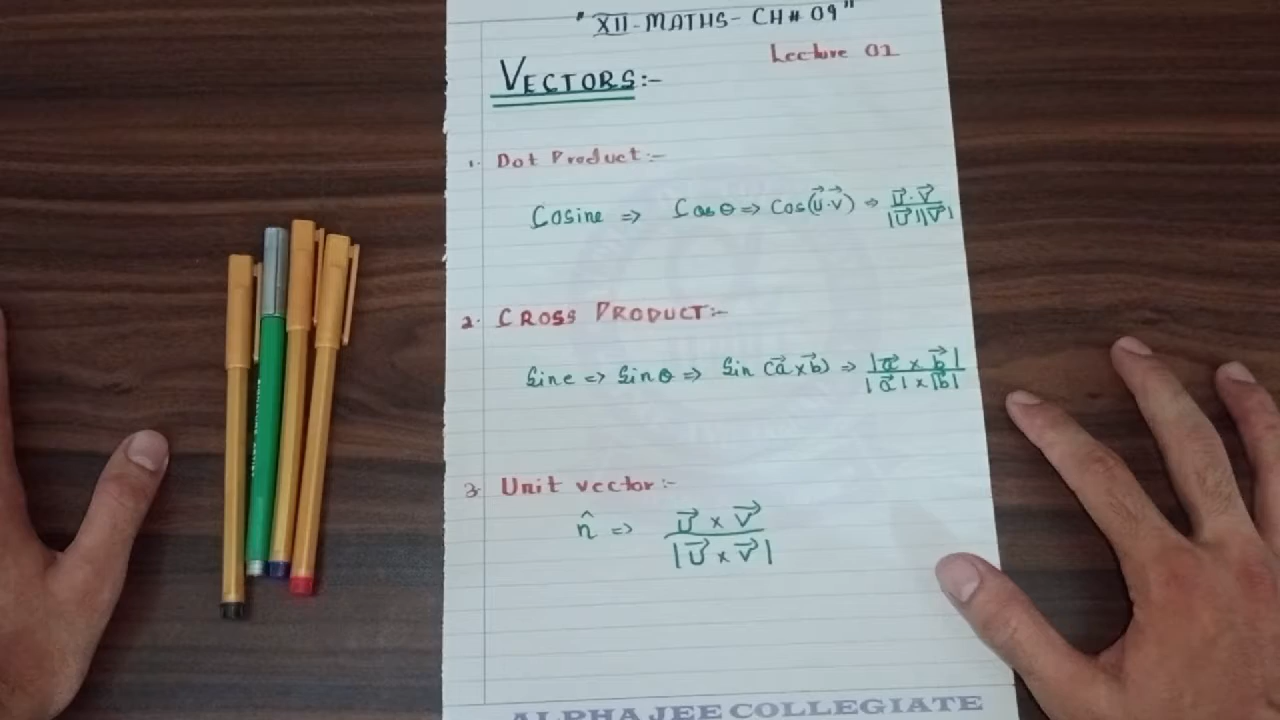 "XII-MATHS-CH# 09"
Lecture 01
VECTORS:-
1. Dot Product:-
Cosine ⇒ Cosθ ⇒ Cos(u⃗·v⃗) ⇒ u⃗·v⃗ / |u⃗||v⃗|
2. CROSS PRODUCT:-
Sine ⇒ Sinθ ⇒ Sin (a⃗×b⃗) ⇒ |a⃗ × b⃗| / |a⃗| × |b⃗|
3. Unit vector:-
n̂ ⇒ u⃗ × v⃗ / |u⃗ × v⃗|
ALPHA JEE COLLEGIATE